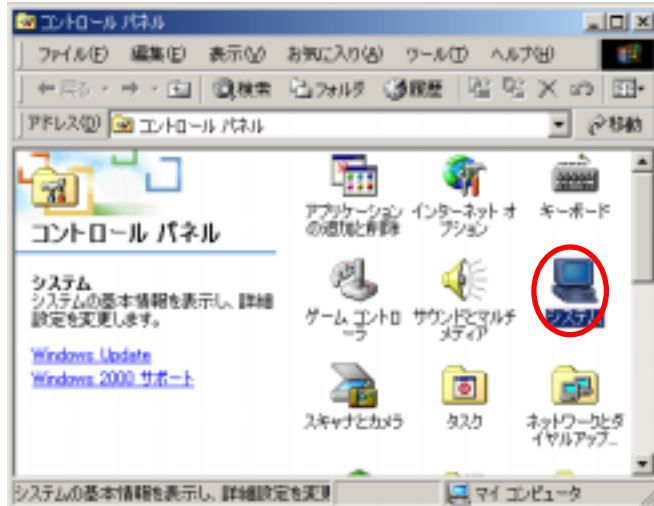 コントロール パネル
ファイル(F) 編集(E) 表示(V) お気に入り(A) ツール(T) ヘルプ(H)
戻る 検索 フォルダ 履歴
アドレス(D) コントロール パネル 移動
コントロール パネル
システム
システムの基本情報を表示し、詳細
設定を変更します。
Windows Update
Windows 2000 サポート
アプリケーション
の追加と削除
インターネット オ
プション
キーボード
ゲーム コントロ
ーラ
サウンドとマルチ
メディア
システム
スキャナとカメラ
タスク
ネットワークとダ
イヤルアップ...
システムの基本情報を表示し、詳細設定を変更
マイ コンピュータ